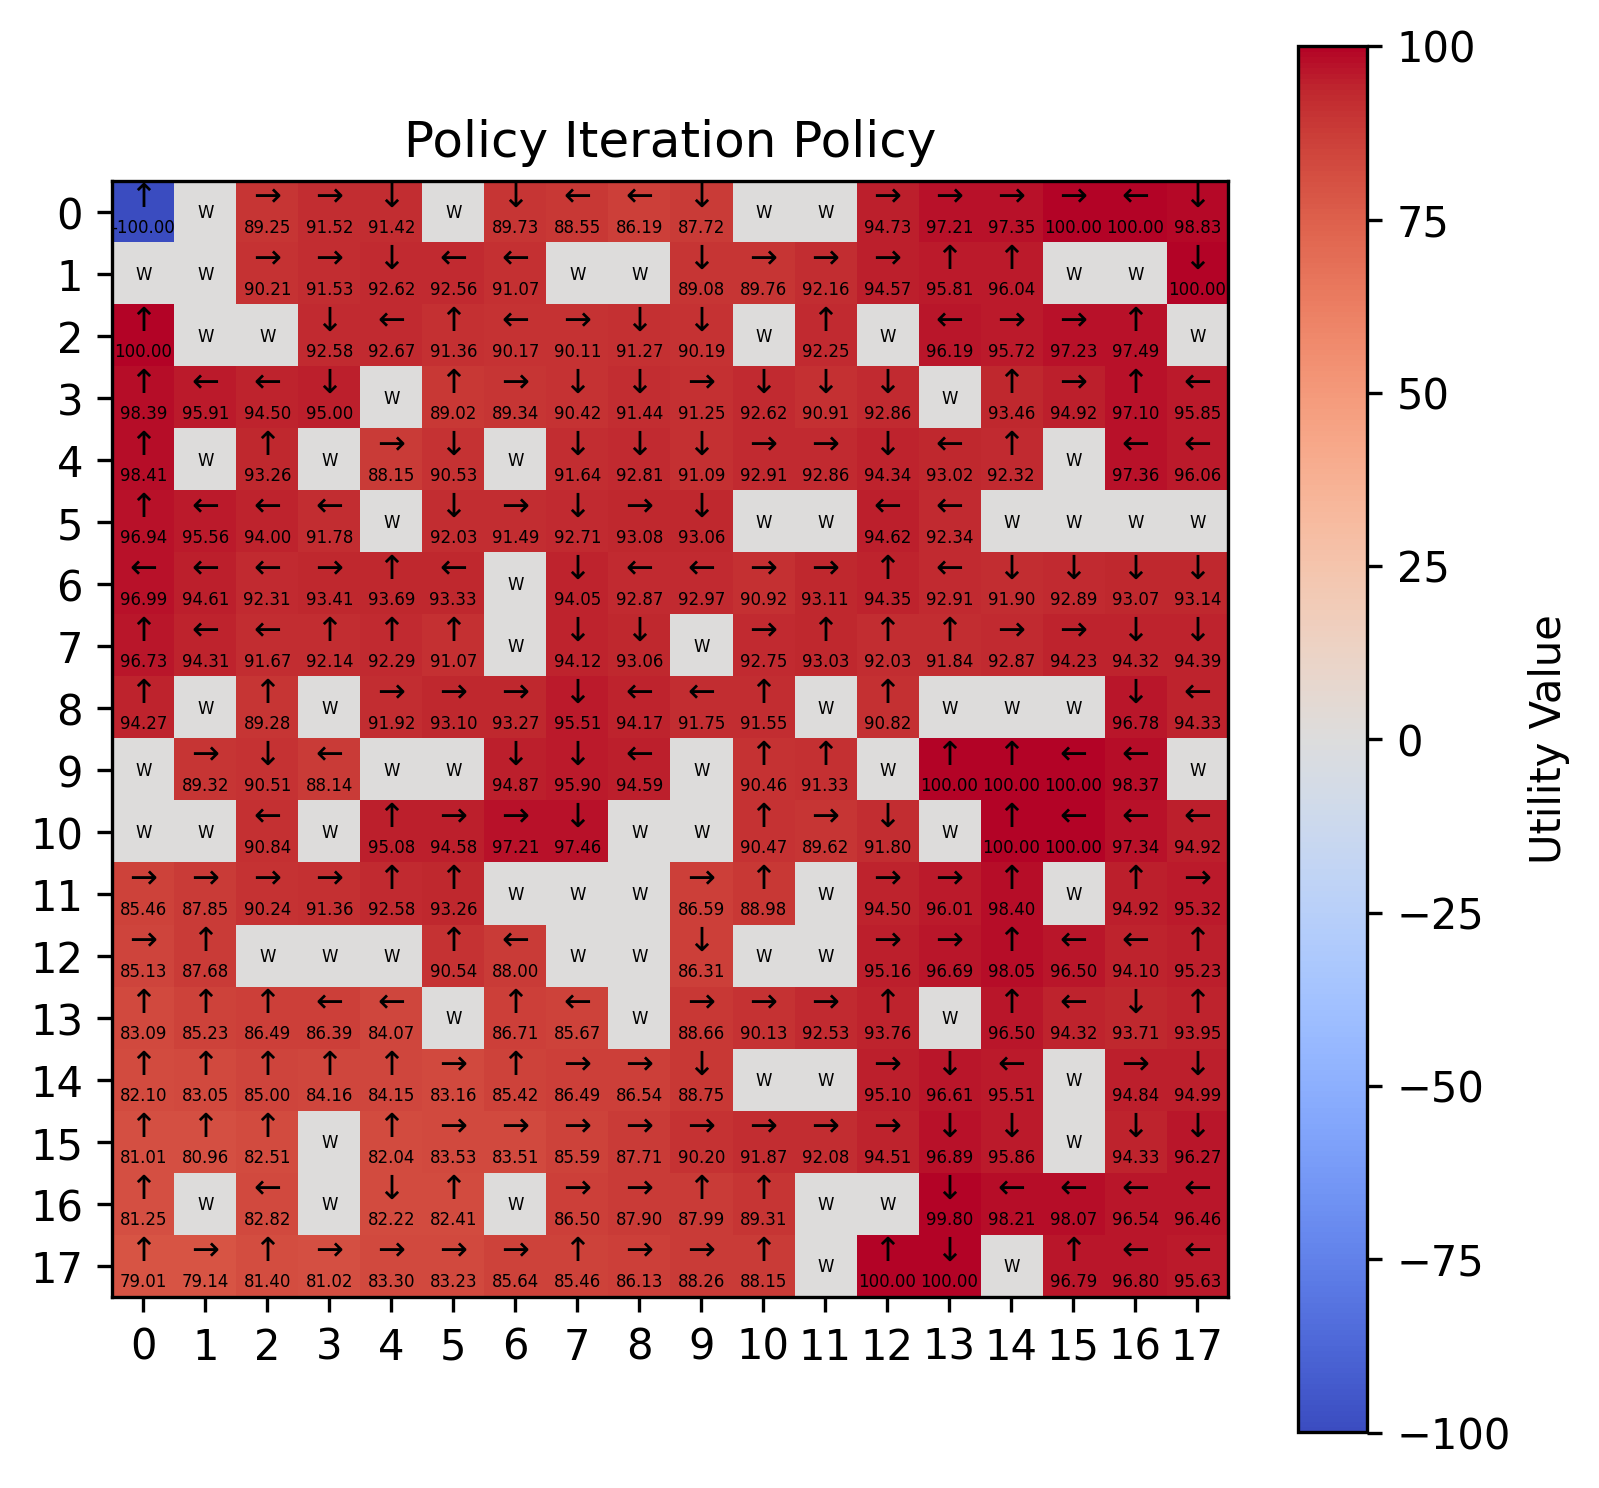 Policy Iteration Policy
0 ↑ W → → ↓ W ↓ ← ← ↓ W W → → → → ← ↓
-100.00 89.25 91.52 91.42 89.73 88.55 86.19 87.72 94.73 97.21 97.35 100.00 100.00 98.83
1 W W → → ↓ ← ← W W ↓ → → → ↑ ↑ W W ↓
90.21 91.53 92.62 92.56 91.07 89.08 89.76 92.16 94.57 95.81 96.04 100.00
2 ↑ W W ↓ ← ↑ ← → ↓ ↓ W ↑ W ← → → ↑ W
100.00 92.58 92.67 91.36 90.17 90.11 91.27 90.19 92.25 96.19 95.72 97.23 97.49
3 ↑ ← ← ↓ W ↑ → ↓ ↓ → ↓ ↓ ↓ W ↑ → ↑ ←
98.39 95.91 94.50 95.00 89.02 89.34 90.42 91.44 91.25 92.62 90.91 92.86 93.46 94.92 97.10 95.85
4 ↑ W ↑ W → ↓ W ↓ ↓ ↓ → → ↓ ← ↑ W ← ←
98.41 93.26 88.15 90.53 91.64 92.81 91.09 92.91 92.86 94.34 93.02 92.32 97.36 96.06
5 ↑ ← ← ← W ↓ → ↓ → ↓ W W ← ← W W W W
96.94 95.56 94.00 91.78 92.03 91.49 92.71 93.08 93.06 94.62 92.34
6 ← ← ← → ↑ ← W ↓ ← ← → → ↑ ← ↓ ↓ ↓ ↓
96.99 94.61 92.31 93.41 93.69 93.33 94.05 92.87 92.97 90.92 93.11 94.35 92.91 91.90 92.89 93.07 93.14
7 ↑ ← ← ↑ ↑ ↑ W ↓ ↓ W → ↑ ↑ ↑ → → ↓ ↓
96.73 94.31 91.67 92.14 92.29 91.07 94.12 93.06 92.75 93.03 92.03 91.84 92.87 94.23 94.32 94.39
8 ↑ W ↑ W → → → ↓ ← ← ↑ W ↑ W W W ↓ ←
94.27 89.28 91.92 93.10 93.27 95.51 94.17 91.75 91.55 90.82 96.78 94.33
9 W → ↓ ← W W ↓ ↓ ← W ↑ ↑ W ↑ ↑ ← ← W
89.32 90.51 88.14 94.87 95.90 94.59 90.46 91.33 100.00 100.00 100.00 98.37
10 W W ← W ↑ → → ↓ W W ↑ → ↓ W ↑ ← ← ←
90.84 95.08 94.58 97.21 97.46 90.47 89.62 91.80 100.00 100.00 97.34 94.92
11 → → → → ↑ ↑ W W W → ↑ W → → ↑ W ↑ →
85.46 87.85 90.24 91.36 92.58 93.26 86.59 88.98 94.50 96.01 98.40 94.92 95.32
12 → ↑ W W W ↑ ← W W ↓ W W → → ↑ ← ← ↑
85.13 87.68 90.54 88.00 86.31 95.16 96.69 98.05 96.50 94.10 95.23
13 ↑ ↑ ↑ ← ← W ↑ ← W → → → ↑ W ↑ ← ↓ ↑
83.09 85.23 86.49 86.39 84.07 86.71 85.67 88.66 90.13 92.53 93.76 96.50 94.32 93.71 93.95
14 ↑ ↑ ↑ ↑ ↑ → ↑ → → ↓ W W → ↓ ← W → ↓
82.10 83.05 85.00 84.16 84.15 83.16 85.42 86.49 86.54 88.75 95.10 96.61 95.51 94.84 94.99
15 ↑ ↑ ↑ W ↑ → → → → → → → → ↓ ↓ W ↓ ↓
81.01 80.96 82.51 82.04 83.53 83.51 85.59 87.71 90.20 91.87 92.08 94.51 96.89 95.86 94.33 96.27
16 ↑ W ← W ↓ ↑ W → → ↑ ↑ W W ↓ ← ← ← ←
81.25 82.82 82.22 82.41 86.50 87.90 87.99 89.31 99.80 98.21 98.07 96.54 96.46
17 ↑ → ↑ → → → → ↑ → → ↑ W ↑ ↓ W ↑ ← ←
79.01 79.14 81.40 81.02 83.30 83.23 85.64 85.46 86.13 88.26 88.15 100.00 100.00 96.79 96.80 95.63
0 1 2 3 4 5 6 7 8 9 10 11 12 13 14 15 16 17
100
75
50
25
0
−25
−50
−75
−100
Utility Value